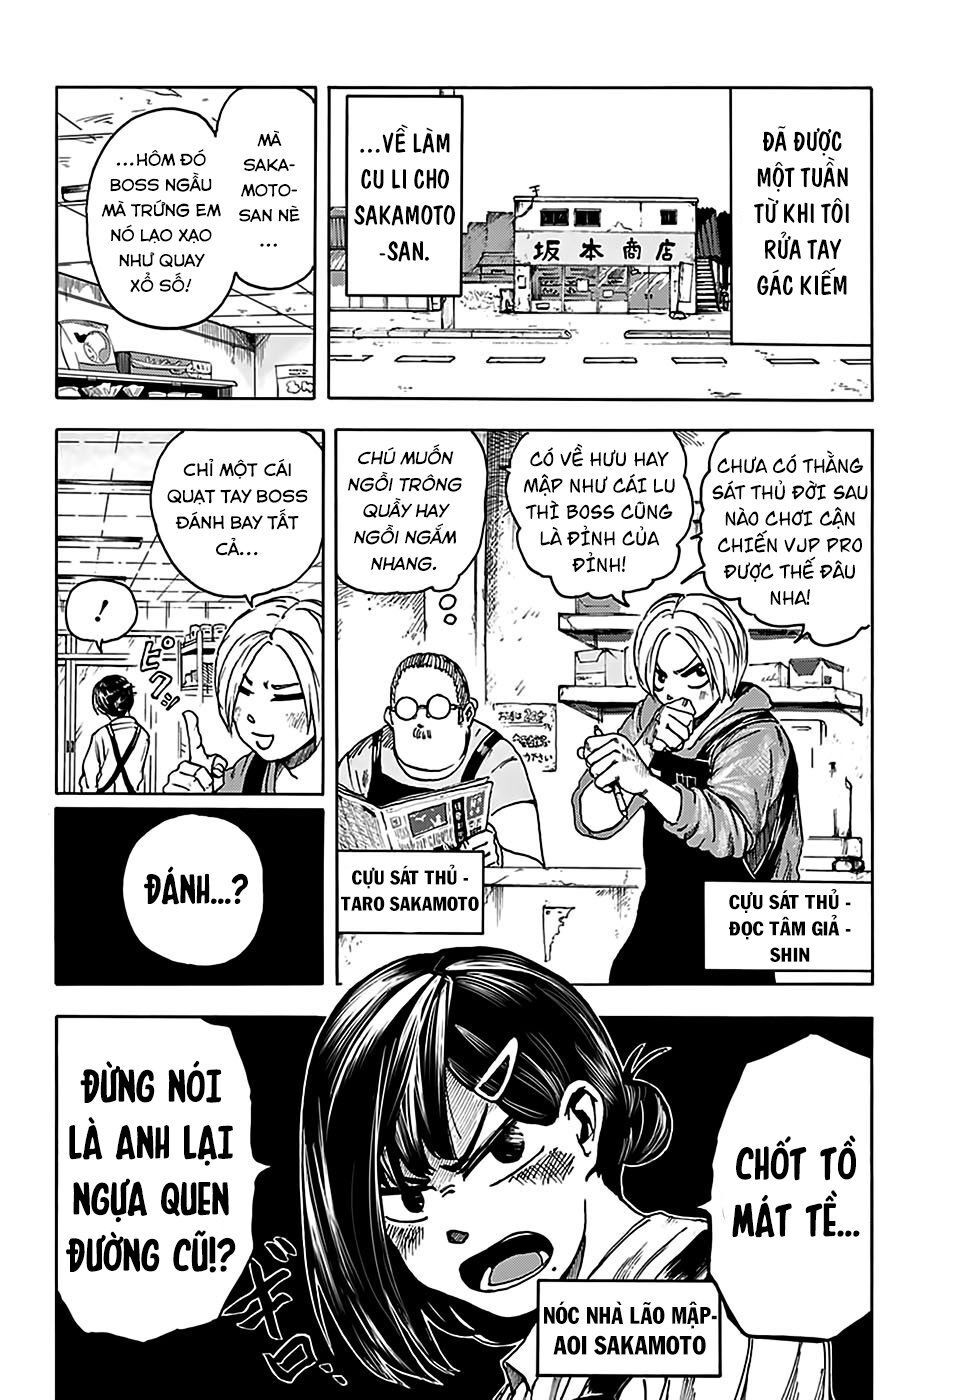 ĐÃ ĐƯỢC
MỘT TUẦN
TỪ KHI TÔI
RỬA TAY
GÁC KIẾM
...VỀ LÀM
CU LI CHO
SAKAMOTO
-SAN.
坂本商店
MÀ
SAKA-
MOTO-
SAN NÈ
...
...HÔM ĐÓ
BOSS NGẦU
MÀ TRỨNG EM
NÓ LẠO XẠO
NHƯ QUAY
XỔ SỐ!
CHƯA CÓ THẰNG
SÁT THỦ ĐỜI SAU
NÀO CHƠI CẬN
CHIẾN VJP PRO
ĐƯỢC THẾ ĐÂU
NHA!
CÓ VỀ HƯU HAY
MẬP NHƯ CÁI LU
THÌ BOSS CŨNG
LÀ ĐỈNH CỦA
ĐỈNH!
CHÚ MUỐN
NGỒI TRÔNG
QUẦY HAY
NGỒI NGẮM
NHANG.
CỰU SÁT THỦ -
TARO SAKAMOTO
CỰU SÁT THỦ -
ĐỌC TÂM GIẢ -
SHIN
CHỈ MỘT CÁI
QUẠT TAY BOSS
ĐÁNH BAY TẤT
CẢ...
!
ピクッ
ĐÁNH...?
CHỐT TỒ
MÁT TỀ...
ĐỪNG NÓI
LÀ ANH LẠI
NGỰA QUEN
ĐƯỜNG CŨ!?
ギロ...
NÓC NHÀ LÃO MẬP-
AOI SAKAMOTO